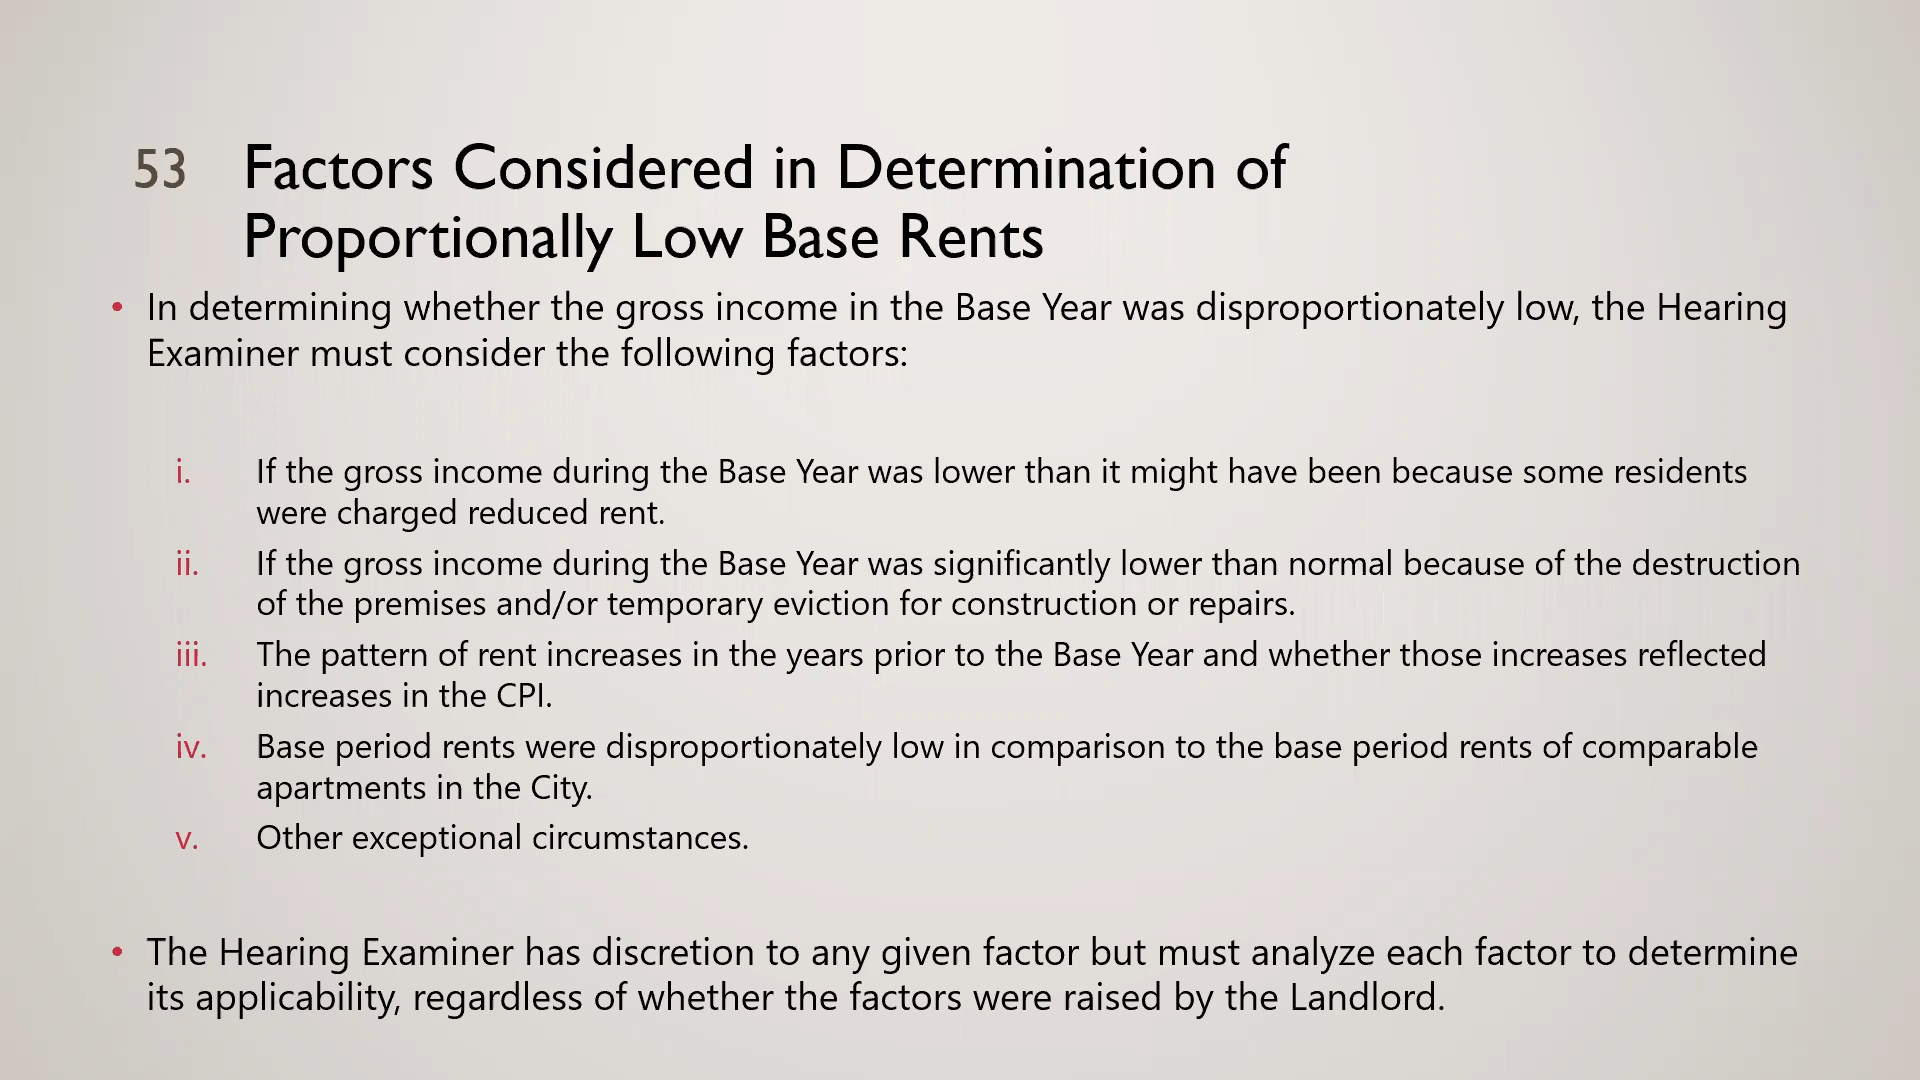 53 Factors Considered in Determination of
Proportionally Low Base Rents
• In determining whether the gross income in the Base Year was disproportionately low, the Hearing
Examiner must consider the following factors:
i. If the gross income during the Base Year was lower than it might have been because some residents
were charged reduced rent.
ii. If the gross income during the Base Year was significantly lower than normal because of the destruction
of the premises and/or temporary eviction for construction or repairs.
iii. The pattern of rent increases in the years prior to the Base Year and whether those increases reflected
increases in the CPI.
iv. Base period rents were disproportionately low in comparison to the base period rents of comparable
apartments in the City.
v. Other exceptional circumstances.
• The Hearing Examiner has discretion to any given factor but must analyze each factor to determine
its applicability, regardless of whether the factors were raised by the Landlord.